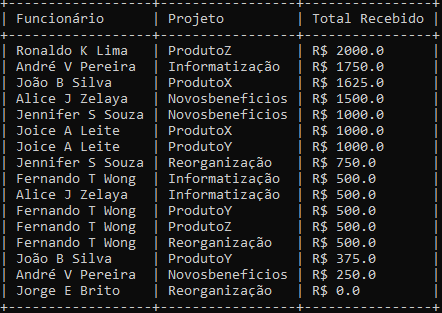 | Funcionário | Projeto | Total Recebido |
| Ronaldo K Lima | ProdutoZ | R$ 2000.0 |
| André V Pereira | Informatização | R$ 1750.0 |
| João B Silva | ProdutoX | R$ 1625.0 |
| Alice J Zelaya | Novosbeneficios | R$ 1500.0 |
| Jennifer S Souza | Novosbeneficios | R$ 1000.0 |
| Joice A Leite | ProdutoX | R$ 1000.0 |
| Joice A Leite | ProdutoY | R$ 1000.0 |
| Jennifer S Souza | Reorganização | R$ 750.0 |
| Fernando T Wong | Informatização | R$ 500.0 |
| Alice J Zelaya | Informatização | R$ 500.0 |
| Fernando T Wong | ProdutoY | R$ 500.0 |
| Fernando T Wong | ProdutoZ | R$ 500.0 |
| Fernando T Wong | Reorganização | R$ 500.0 |
| João B Silva | ProdutoY | R$ 375.0 |
| André V Pereira | Novosbeneficios | R$ 250.0 |
| Jorge E Brito | Reorganização | R$ 0.0 |